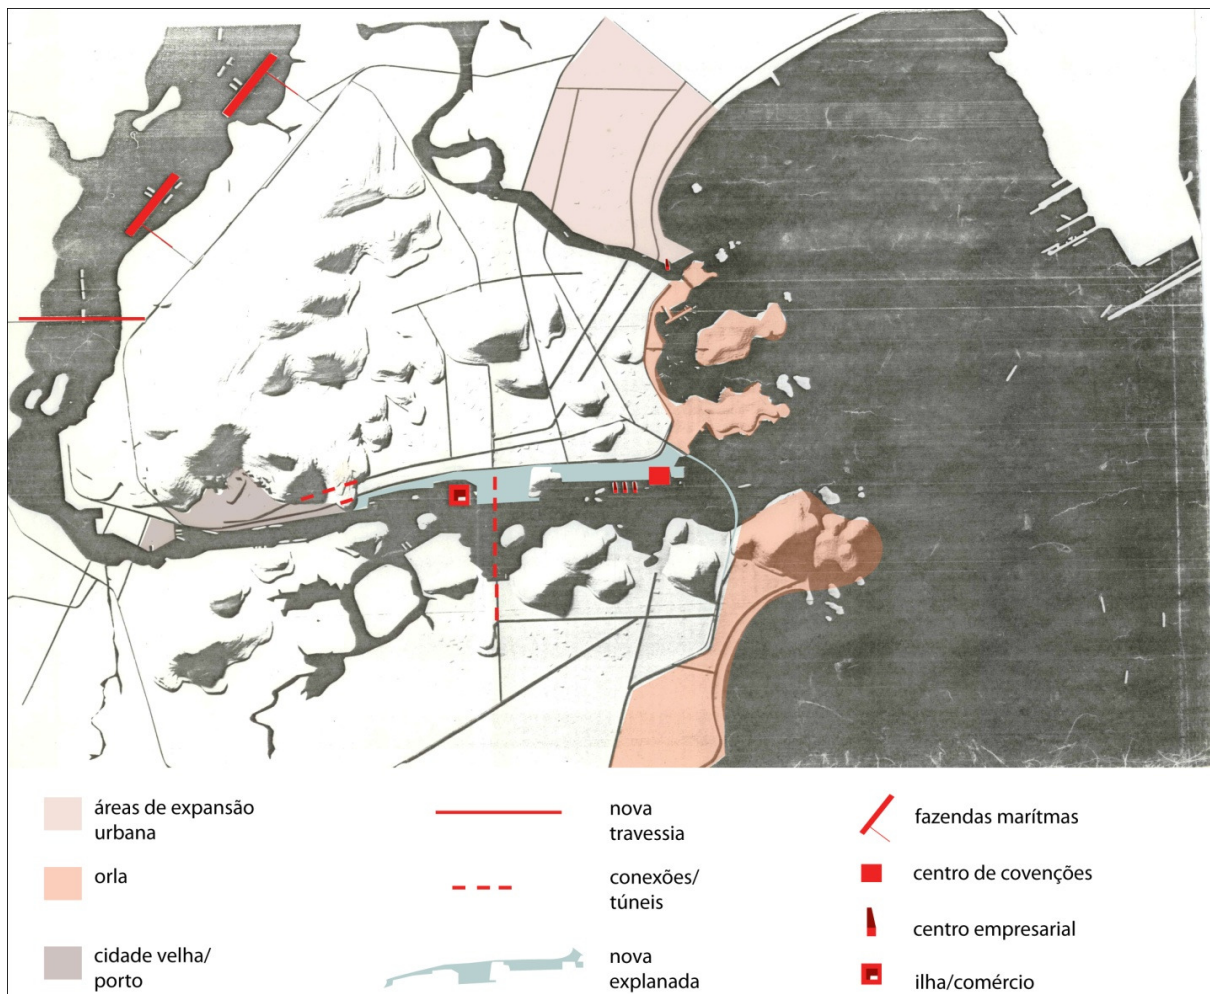 áreas de expansão
urbana
orla
cidade velha/
porto
nova
travessia
conexões/
túneis
nova
explanada
fazendas marítmas
centro de covenções
centro empresarial
ilha/comércio